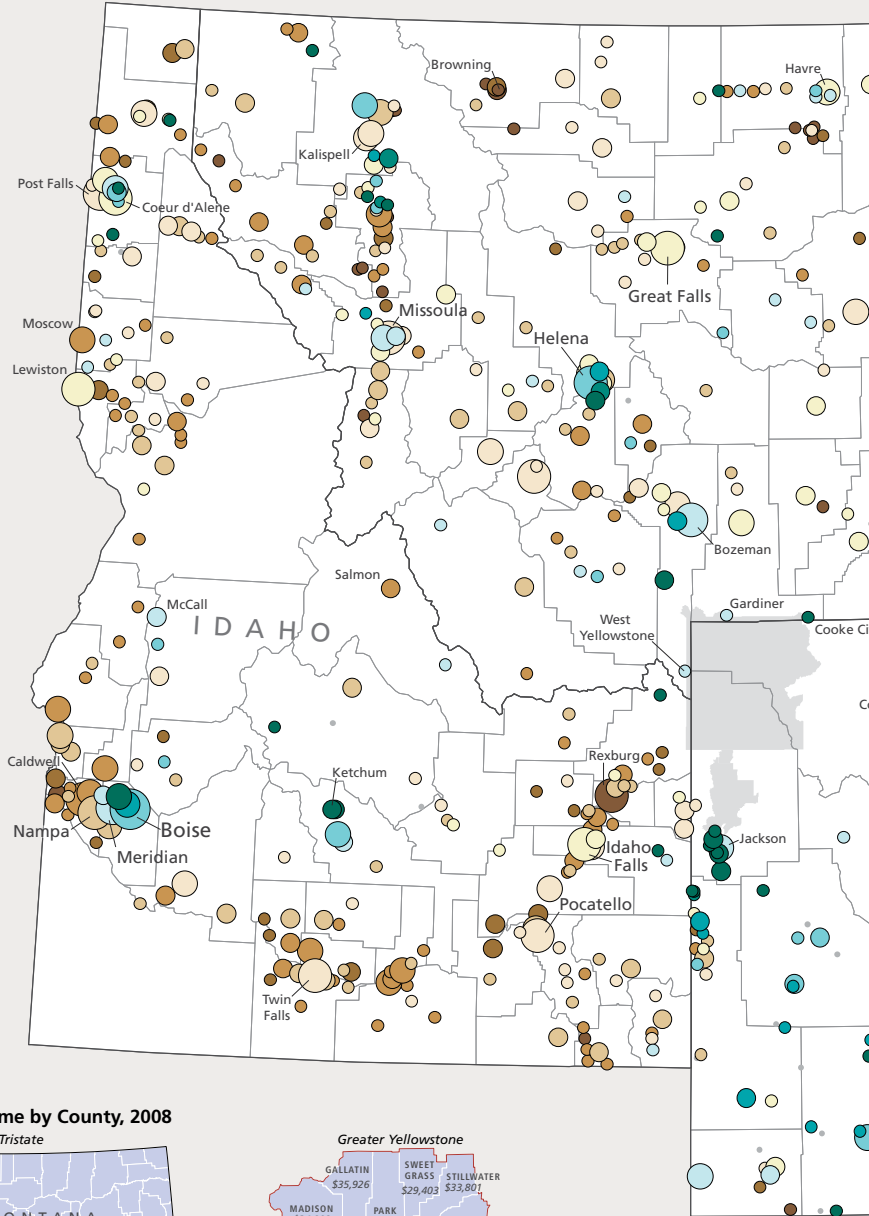 Browning
Havre
Kalispell
Post Falls
Coeur d'Alene
Great Falls
Missoula
Moscow
Helena
Lewiston
Bozeman
Salmon
McCall
Gardiner
IDAHO
West
Yellowstone
Cooke Ci
C
Rexburg
Caldwell
Ketchum
Nampa
Boise
Meridian
Idaho
Falls
Jackson
Pocatello
Twin
Falls
me by County, 2008
Tristate
Greater Yellowstone
GALLATIN
$35,926
SWEET
GRASS
$29,403
STILLWATER
$33,801
MADISON
PARK
ONTANA